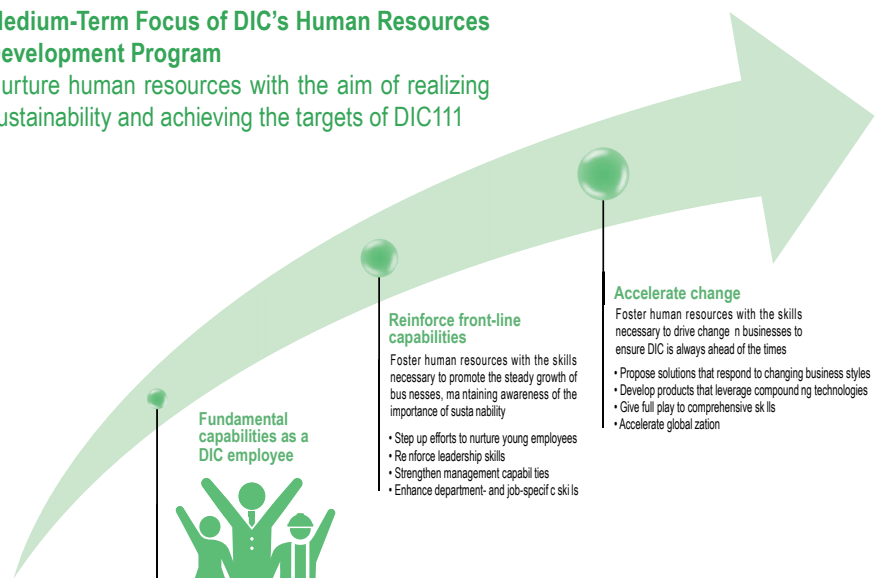 Medium-Term Focus of DIC's Human Resources
Development Program
Nurture human resources with the aim of realizing
sustainability and achieving the targets of DIC111
Accelerate change
Foster human resources with the skills
necessary to drive change n businesses to
ensure DIC is always ahead of the times
• Propose solutions that respond to changing business styles
• Develop products that leverage compound ng technologies
• Give full play to comprehensive sk lls
• Accelerate global zation
Reinforce front-line
capabilities
Foster human resources with the skills
necessary to promote the steady growth of
bus nesses, ma ntaining awareness of the
importance of susta nability
• Step up efforts to nurture young employees
• Re nforce leadership skills
• Strengthen management capabil ties
• Enhance department- and job-specif c ski ls
Fundamental
capabilities as a
DIC employee